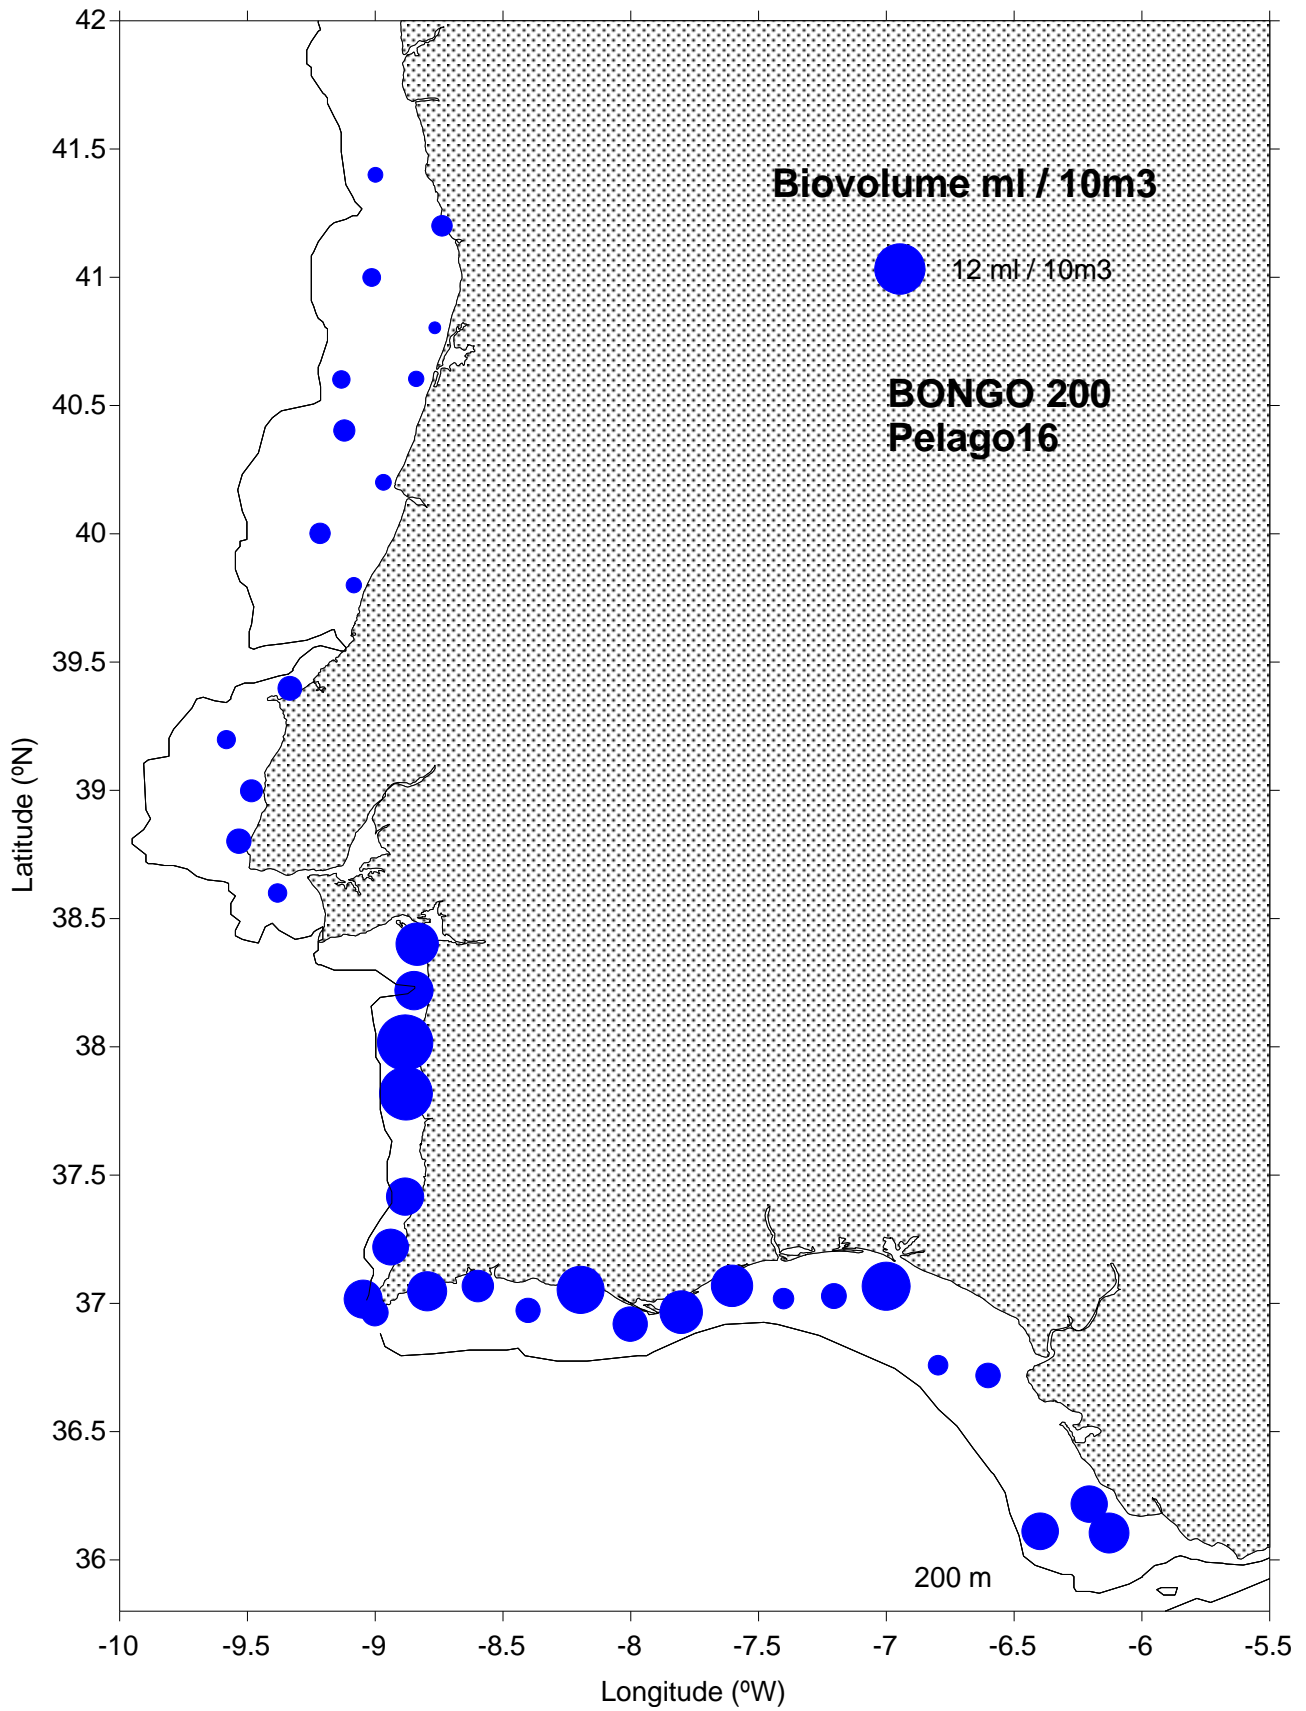 42
41.5
Biovolume ml / 10m3
41
12 ml / 10m3
40.5
BONGO 200
Pelago16
40
39.5
Latitude (ºN)
39
38.5
38
37.5
37
36.5
36
200 m
-10 -9.5 -9 -8.5 -8 -7.5 -7 -6.5 -6 -5.5
Longitude (ºW)